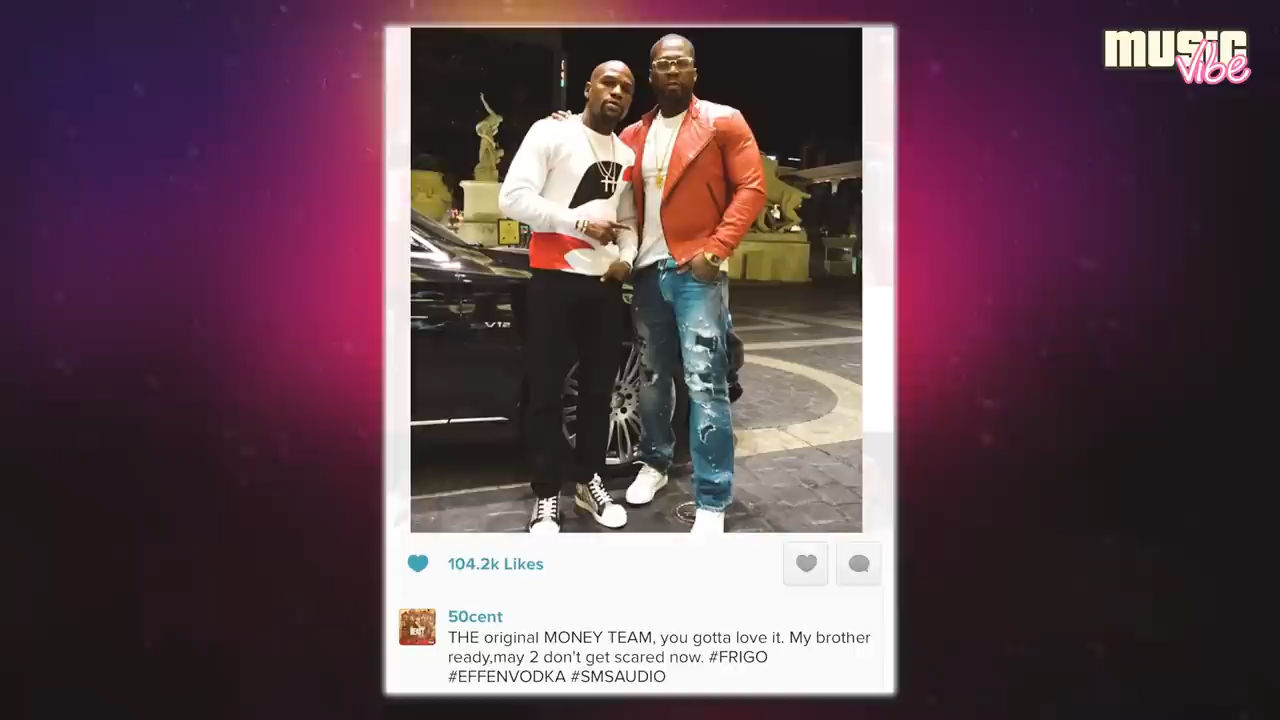 MUSIC
vibe
V12
104.2k Likes
50cent
THE original MONEY TEAM, you gotta love it. My brother
ready,may 2 don't get scared now. #FRIGO
#EFFENVODKA #SMSAUDIO